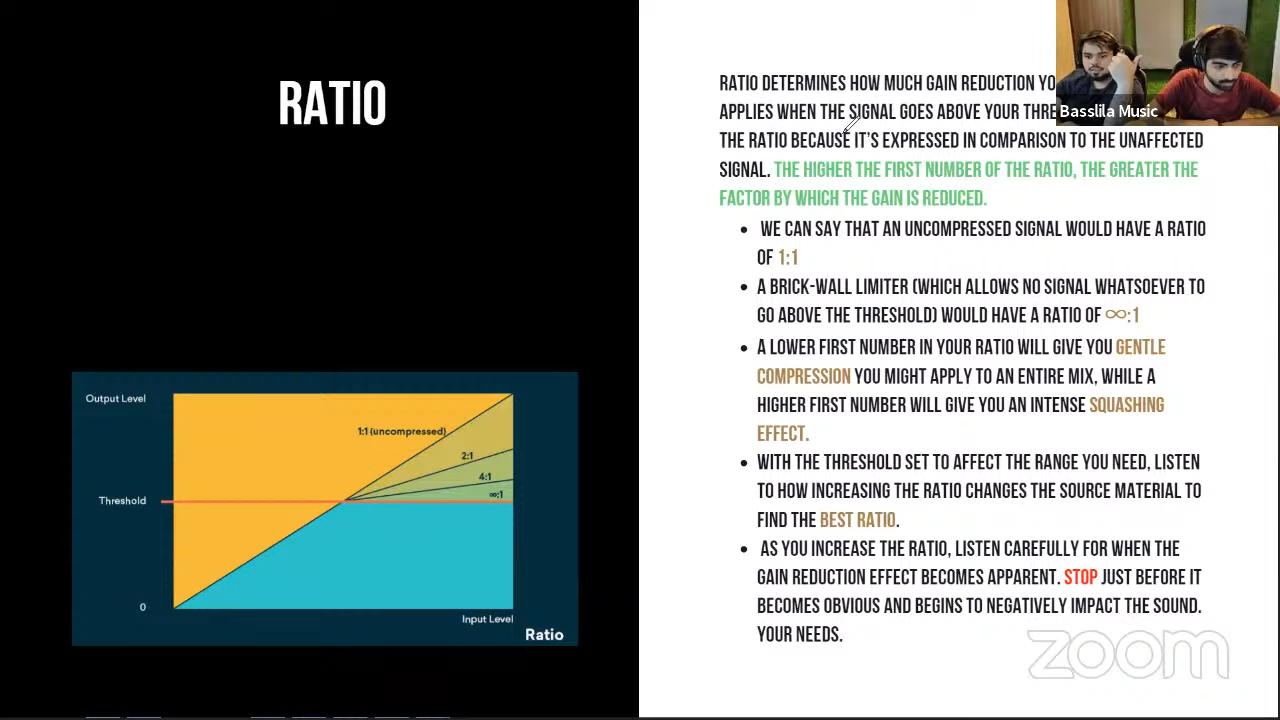 RATIO
RATIO DETERMINES HOW MUCH GAIN REDUCTION
APPLIES WHEN THE SIGNAL GOES ABOVE YOUR
THE RATIO BECAUSE IT'S EXPRESSED IN COMPARISON TO THE UNAFFECTED
SIGNAL. THE HIGHER THE FIRST NUMBER OF THE RATIO, THE GREATER THE
FACTOR BY WHICH THE GAIN IS REDUCED.
• WE CAN SAY THAT AN UNCOMPRESSED SIGNAL WOULD HAVE A RATIO
OF 1:1
• A BRICK-WALL LIMITER (WHICH ALLOWS NO SIGNAL WHATSOEVER TO
GO ABOVE THE THRESHOLD) WOULD HAVE A RATIO OF ∞:1
• A LOWER FIRST NUMBER IN YOUR RATIO WILL GIVE YOU GENTLE
COMPRESSION YOU MIGHT APPLY TO AN ENTIRE MIX, WHILE A
HIGHER FIRST NUMBER WILL GIVE YOU AN INTENSE SQUASHING
EFFECT.
• WITH THE THRESHOLD SET TO AFFECT THE RANGE YOU NEED, LISTEN
TO HOW INCREASING THE RATIO CHANGES THE SOURCE MATERIAL TO
FIND THE BEST RATIO.
• AS YOU INCREASE THE RATIO, LISTEN CAREFULLY FOR WHEN THE
GAIN REDUCTION EFFECT BECOMES APPARENT. STOP JUST BEFORE IT
BECOMES OBVIOUS AND BEGINS TO NEGATIVELY IMPACT THE SOUND.
YOUR NEEDS.
Output Level
1:1 (uncompressed)
2:1
4:1
∞:1
Threshold
0
Input Level
Ratio
Basslila Music
zoom